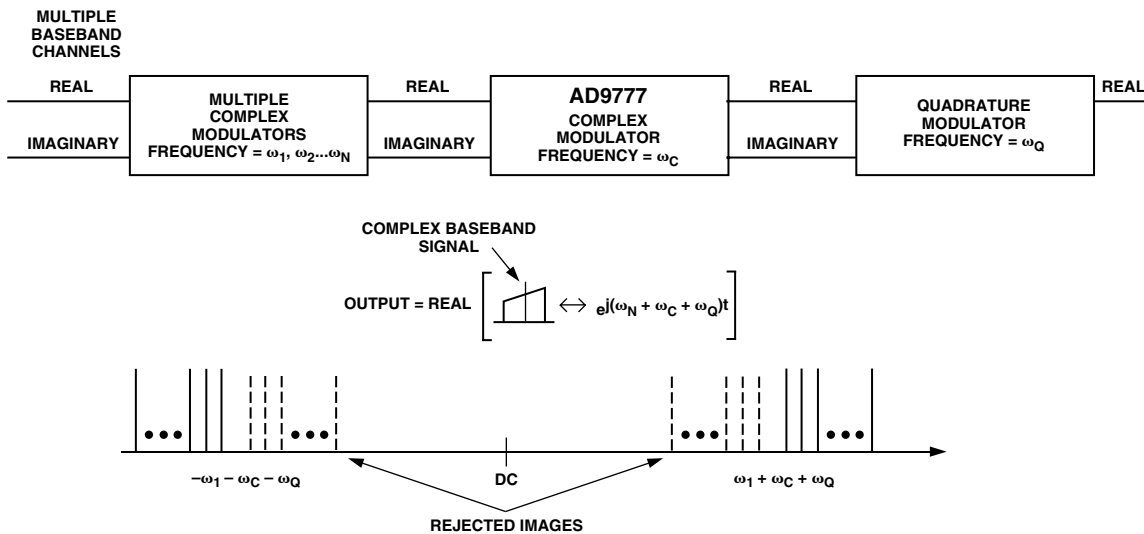 MULTIPLE
BASEBAND
CHANNELS
REAL
IMAGINARY
MULTIPLE
COMPLEX
MODULATORS
FREQUENCY = ω1, ω2...ωN
REAL
IMAGINARY
AD9777
COMPLEX
MODULATOR
FREQUENCY = ωC
REAL
IMAGINARY
QUADRATURE
MODULATOR
FREQUENCY = ωQ
REAL
COMPLEX BASEBAND
SIGNAL
OUTPUT = REAL [ ↔ ej(ωN + ωC + ωQ)t ]
–ω1 – ωC – ωQ
DC
ω1 + ωC + ωQ
REJECTED IMAGES